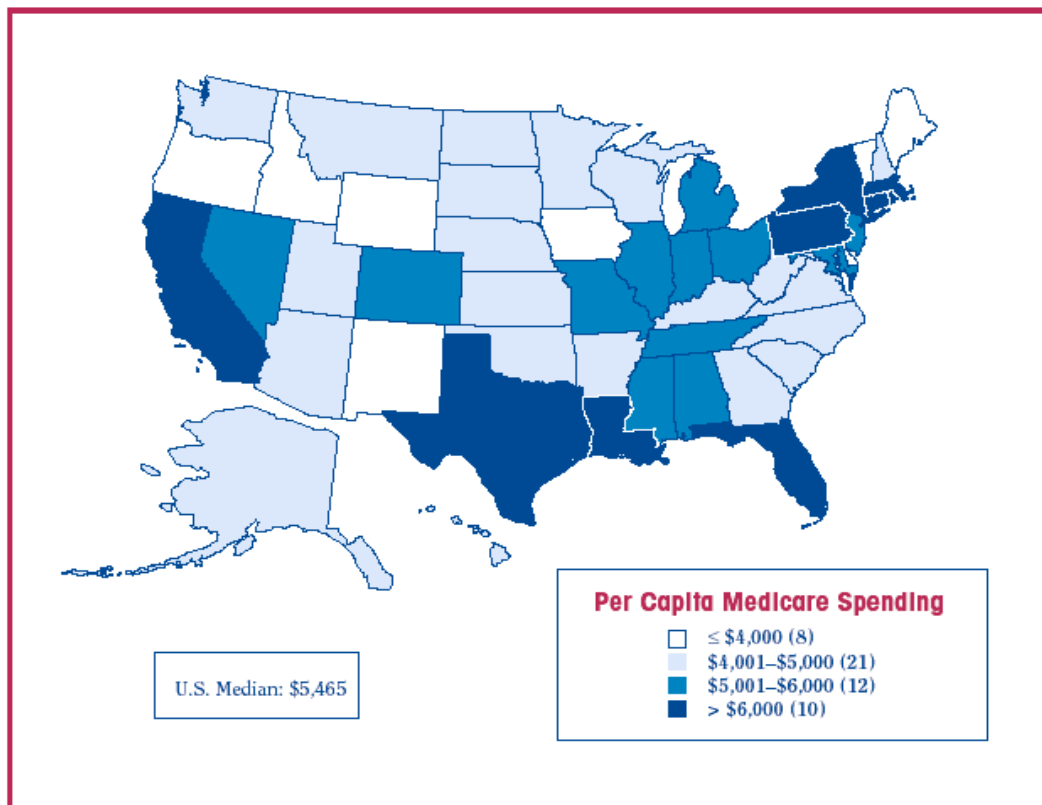 Per Capita Medicare Spending
≤ $4,000 (8)
$4,001–$5,000 (21)
$5,001–$6,000 (12)
> $6,000 (10)
U.S. Median: $5,465